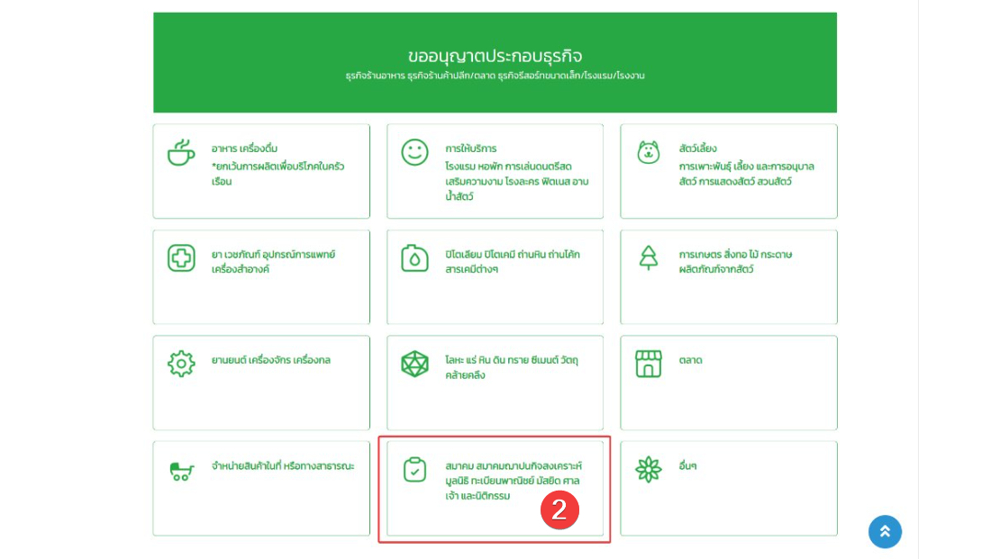 ขออนุญาตประกอบธุรกิจ
ธุรกิจร้านอาหาร ธุรกิจร้านค้าปลีก/ตลาด ธุรกิจรีสอร์ทขนาดเล็ก/โรงแรม/โรงงาน
อาหาร เครื่องดื่ม
*ยกเว้นการผลิตเพื่อบริโภคในครัว
เรือน
การให้บริการ
โรงแรม หอพัก การเล่นดนตรีสด
เสริมความงาม โรงละคร ฟิตเนส อาบ
น้ำสัตว์
สัตว์เลี้ยง
การเพาะพันธุ์ เลี้ยง และการอนุบาล
สัตว์ การแสดงสัตว์ สวนสัตว์
ยา เวชภัณฑ์ อุปกรณ์การแพทย์
เครื่องสำอางค์
ปิโตเลียม ปิโตเคมี ถ่านหิน ถ่านโค้ก
สารเคมีต่างๆ
การเกษตร สิ่งทอ ไม้ กระดาษ
ผลิตภัณฑ์จากสัตว์
ยานยนต์ เครื่องจักร เครื่องกล
โลหะ แร่ หิน ดิน ทราย ซีเมนต์ วัตถุ
คล้ายคลึง
ตลาด
จำหน่ายสินค้าในที่ หรือทางสาธารณะ
สมาคม สมาคมฌาปนกิจสงเคราะห์
มูลนิธิ ทะเบียนพาณิชย์ มัสยิด ศาล
เจ้า และนิติกรรม
2
อื่นๆ